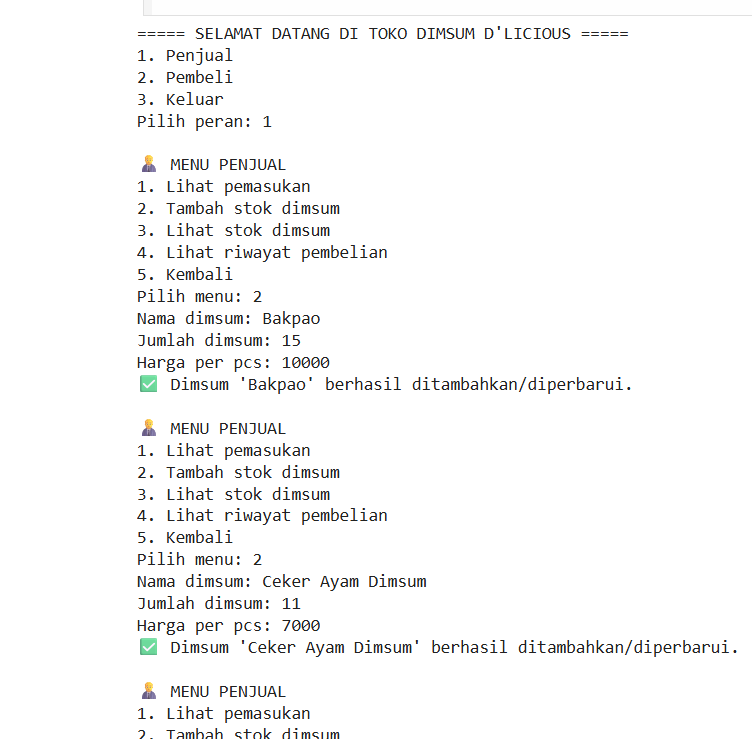 ===== SELAMAT DATANG DI TOKO DIMSUM D'LICIOUS =====
1. Penjual
2. Pembeli
3. Keluar
Pilih peran: 1
MENU PENJUAL
1. Lihat pemasukan
2. Tambah stok dimsum
3. Lihat stok dimsum
4. Lihat riwayat pembelian
5. Kembali
Pilih menu: 2
Nama dimsum: Bakpao
Jumlah dimsum: 15
Harga per pcs: 10000
✅ Dimsum 'Bakpao' berhasil ditambahkan/diperbarui.
MENU PENJUAL
1. Lihat pemasukan
2. Tambah stok dimsum
3. Lihat stok dimsum
4. Lihat riwayat pembelian
5. Kembali
Pilih menu: 2
Nama dimsum: Ceker Ayam Dimsum
Jumlah dimsum: 11
Harga per pcs: 7000
✅ Dimsum 'Ceker Ayam Dimsum' berhasil ditambahkan/diperbarui.
MENU PENJUAL
1. Lihat pemasukan
2. Tambah stok dimsum